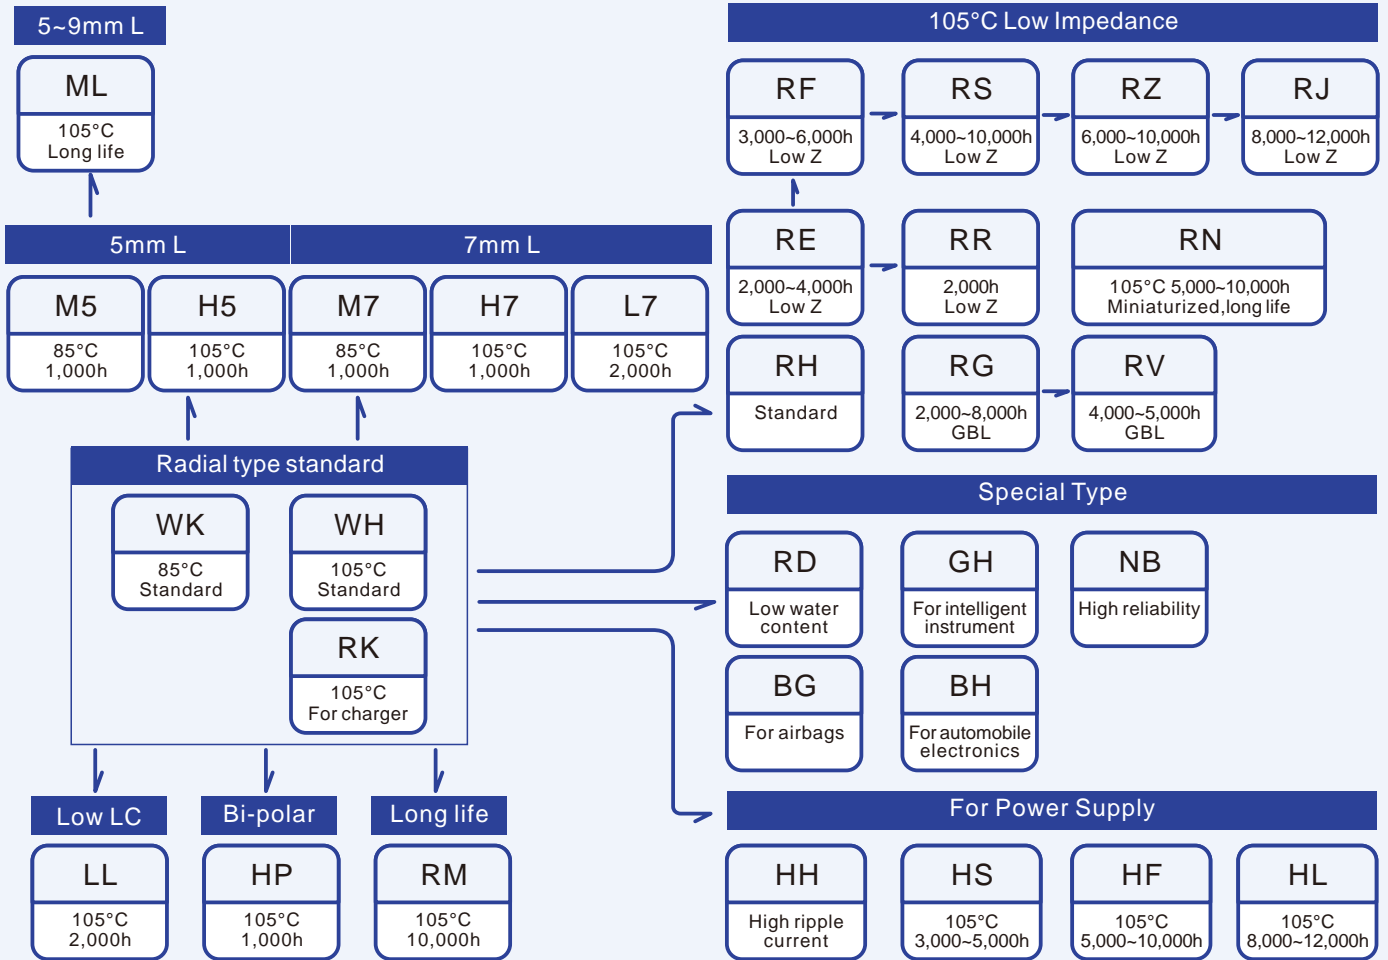 5~9mm L
ML
105°C
Long life
5mm L
7mm L
M5
85°C
1,000h
H5
105°C
1,000h
M7
85°C
1,000h
H7
105°C
1,000h
L7
105°C
2,000h
Radial type standard
WK
85°C
Standard
WH
105°C
Standard
RK
105°C
For charger
Low LC
LL
105°C
2,000h
Bi-polar
HP
105°C
1,000h
Long life
RM
105°C
10,000h
105°C Low Impedance
RF
3,000~6,000h
Low Z
RS
4,000~10,000h
Low Z
RZ
6,000~10,000h
Low Z
RJ
8,000~12,000h
Low Z
RE
2,000~4,000h
Low Z
RR
2,000h
Low Z
RN
105°C 5,000~10,000h
Miniaturized,long life
RH
Standard
RG
2,000~8,000h
GBL
RV
4,000~5,000h
GBL
Special Type
RD
Low water
content
GH
For intelligent
instrument
NB
High reliability
BG
For airbags
BH
For automobile
electronics
For Power Supply
HH
High ripple
current
HS
105°C
3,000~5,000h
HF
105°C
5,000~10,000h
HL
105°C
8,000~12,000h